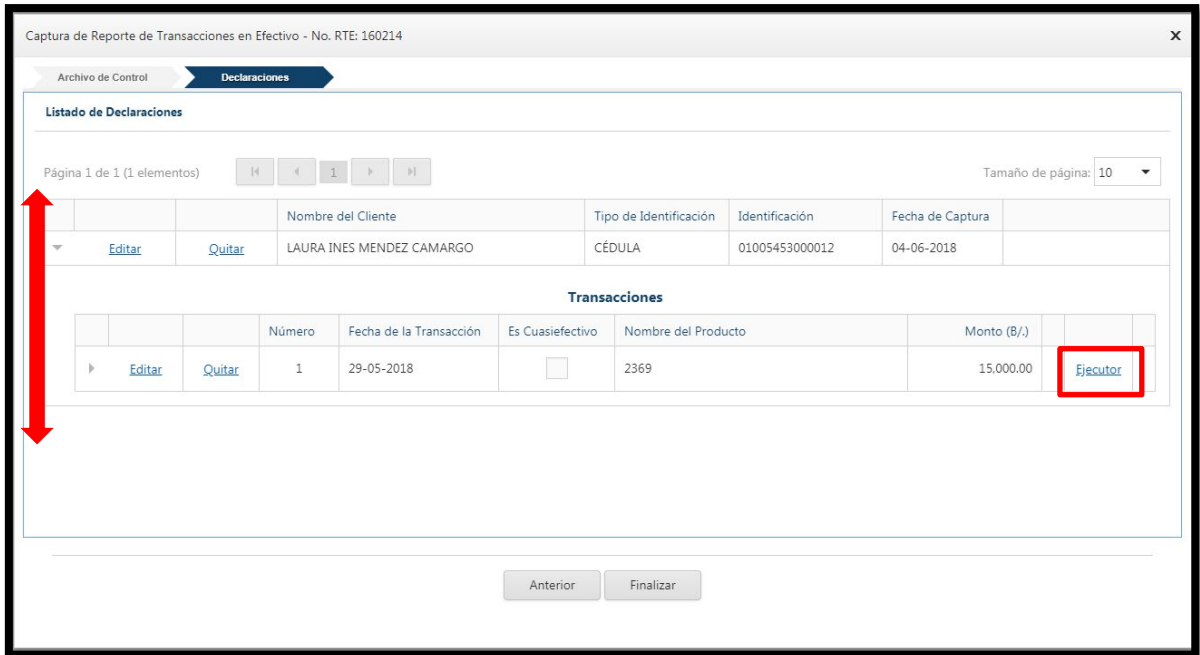 Captura de Reporte de Transacciones en Efectivo - No. RTE: 160214 X
Archivo de Control Declaraciones
Listado de Declaraciones
Página 1 de 1 (1 elementos) 1 Tamaño de página: 10
Nombre del Cliente Tipo de Identificación Identificación Fecha de Captura
Editar Quitar LAURA INES MENDEZ CAMARGO CÉDULA 01005453000012 04-06-2018
Transacciones
Número Fecha de la Transacción Es Cuasiefectivo Nombre del Producto Monto (B/.)
Editar Quitar 1 29-05-2018 2369 15,000.00 Ejecutor
Anterior Finalizar